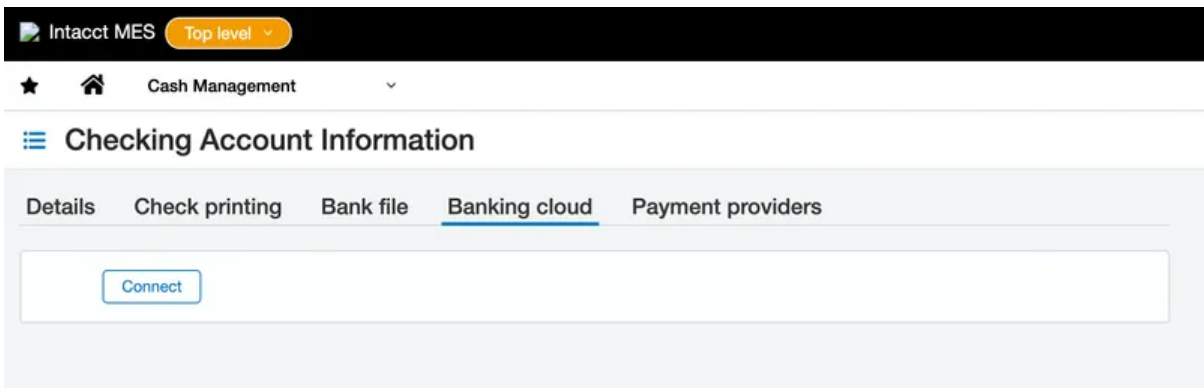 Intacct MES Top level
Cash Management
Checking Account Information
Details Check printing Bank file Banking cloud Payment providers
Connect